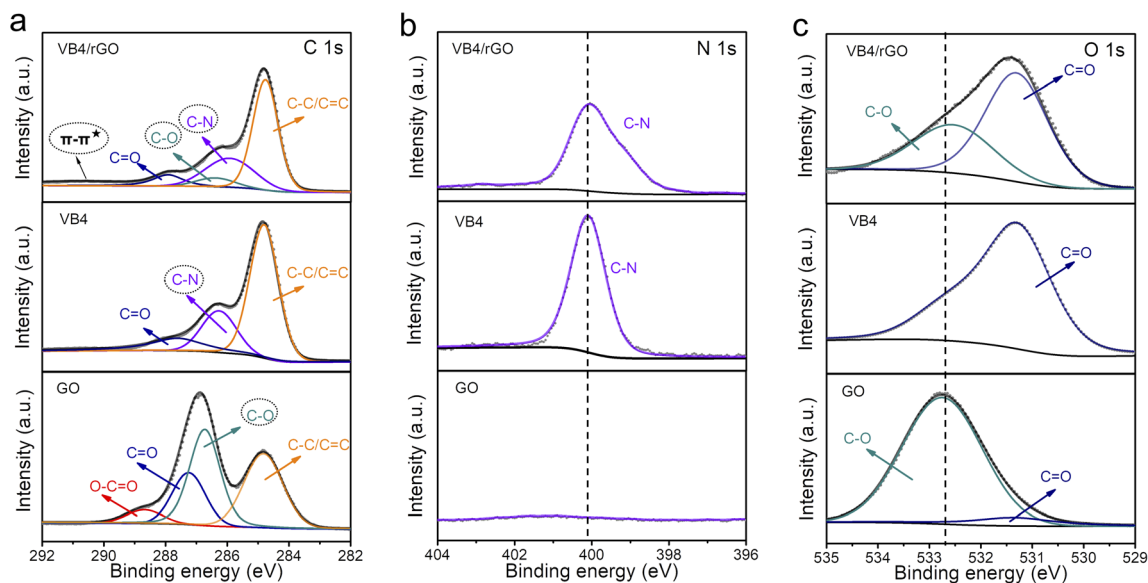 a
C 1s
VB4/rGO
Intensity (a.u.)
π-π★
C=O
C-O
C-N
C-C/C=C
VB4
Intensity (a.u.)
C=O
C-N
C-C/C=C
GO
Intensity (a.u.)
O-C=O
C=O
C-O
C-C/C=C
292 290 288 286 284 282
Binding energy (eV)
b
N 1s
VB4/rGO
Intensity (a.u.)
C-N
VB4
Intensity (a.u.)
C-N
GO
Intensity (a.u.)
404 402 400 398 396
Binding energy (eV)
c
O 1s
VB4/rGO
Intensity (a.u.)
C-O
C=O
VB4
Intensity (a.u.)
C=O
GO
Intensity (a.u.)
C-O
C=O
535 534 533 532 531 530 529
Binding energy (eV)